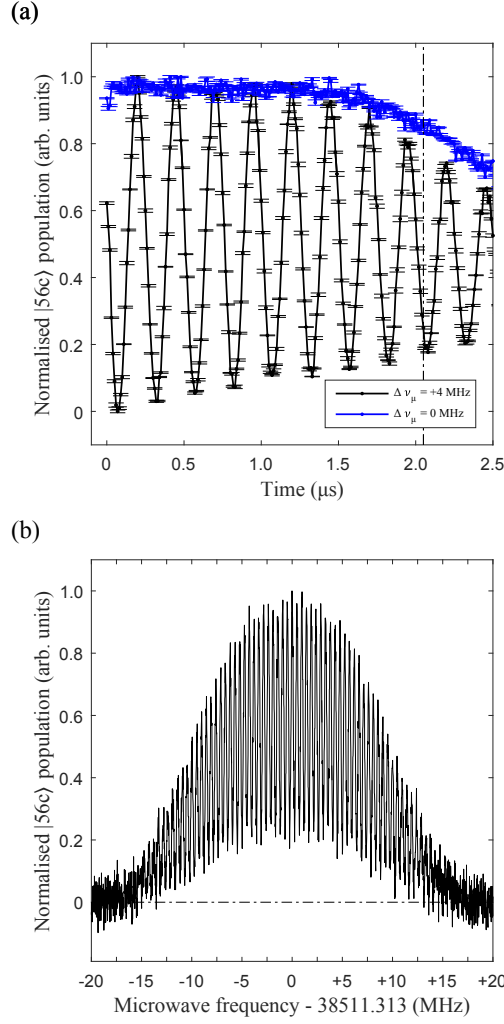 (a)
Normalised |56c⟩ population (arb. units)
1.0
0.8
0.6
0.4
0.2
0
Δ ν_μ = +4 MHz
Δ ν_μ = 0 MHz
0 0.5 1.0 1.5 2.0 2.5
Time (μs)
(b)
Normalised |56c⟩ population (arb. units)
1.0
0.8
0.6
0.4
0.2
0
-20 -15 -10 -5 0 +5 +10 +15 +20
Microwave frequency - 38511.313 (MHz)